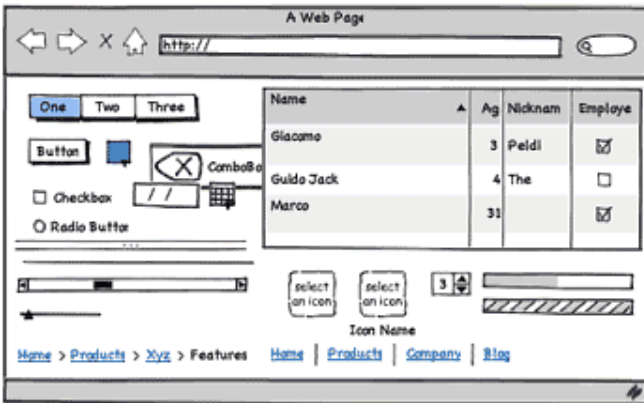 A Web Page
http://
One Two Three
Button
ComboBo
Checkbox
/ /
Radio Button
Name Ag Nicknam Employe
Giacomo 3 Peldi
Guido Jack 4 The
Marco 31
select an icon
select an icon
3
Icon Name
Home > Products > Xyz > Features
Home | Products | Company | Blog